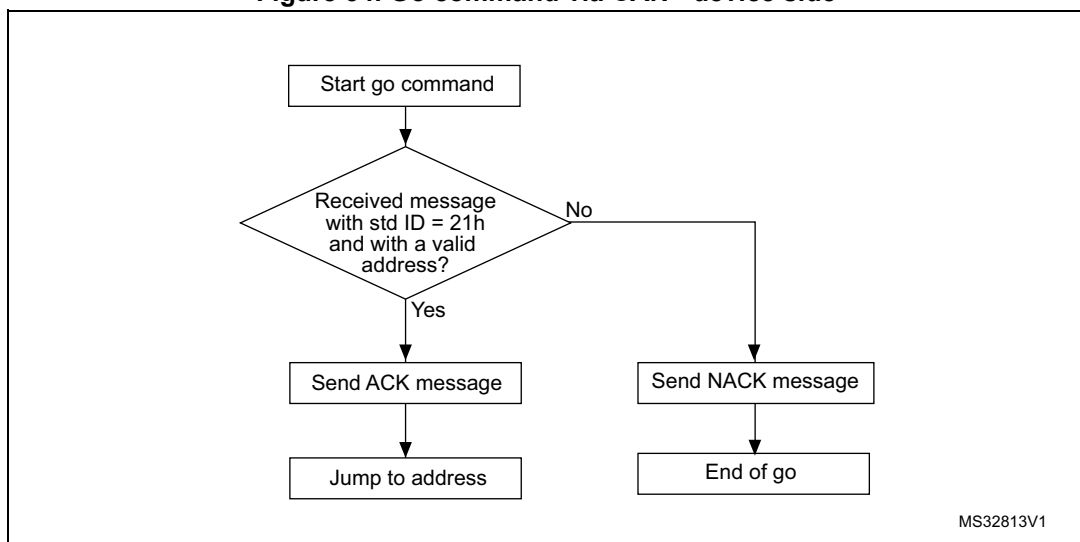 Start go command
Received message
with std ID = 21h
and with a valid
address?
No
Yes
Send ACK message
Send NACK message
Jump to address
End of go
MS32813V1